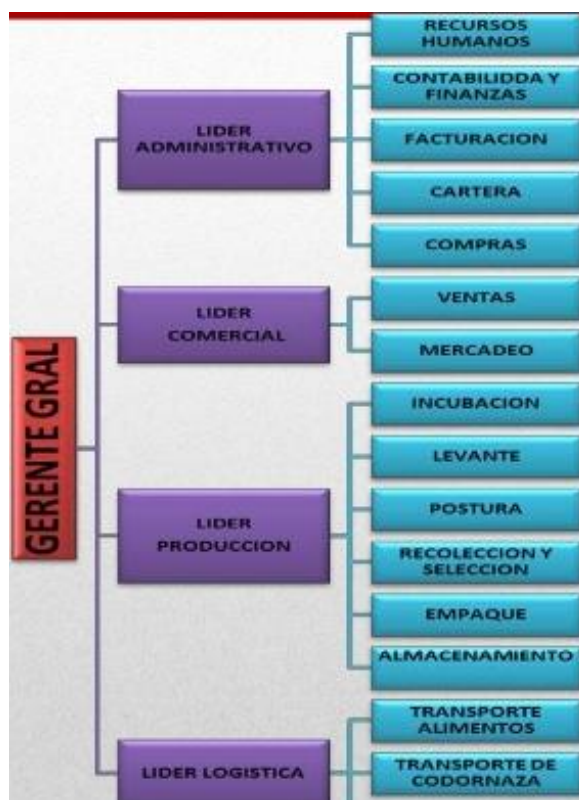 GERENTE GRAL
LIDER
ADMINISTRATIVO
RECURSOS
HUMANOS
CONTABILIDDA Y
FINANZAS
FACTURACION
CARTERA
COMPRAS
LIDER
COMERCIAL
VENTAS
MERCADEO
LIDER
PRODUCCION
INCUBACION
LEVANTE
POSTURA
RECOLECCION Y
SELECCION
EMPAQUE
ALMACENAMIENTO
LIDER LOGISTICA
TRANSPORTE
ALIMENTOS
TRANSPORTE DE
CODORNAZA